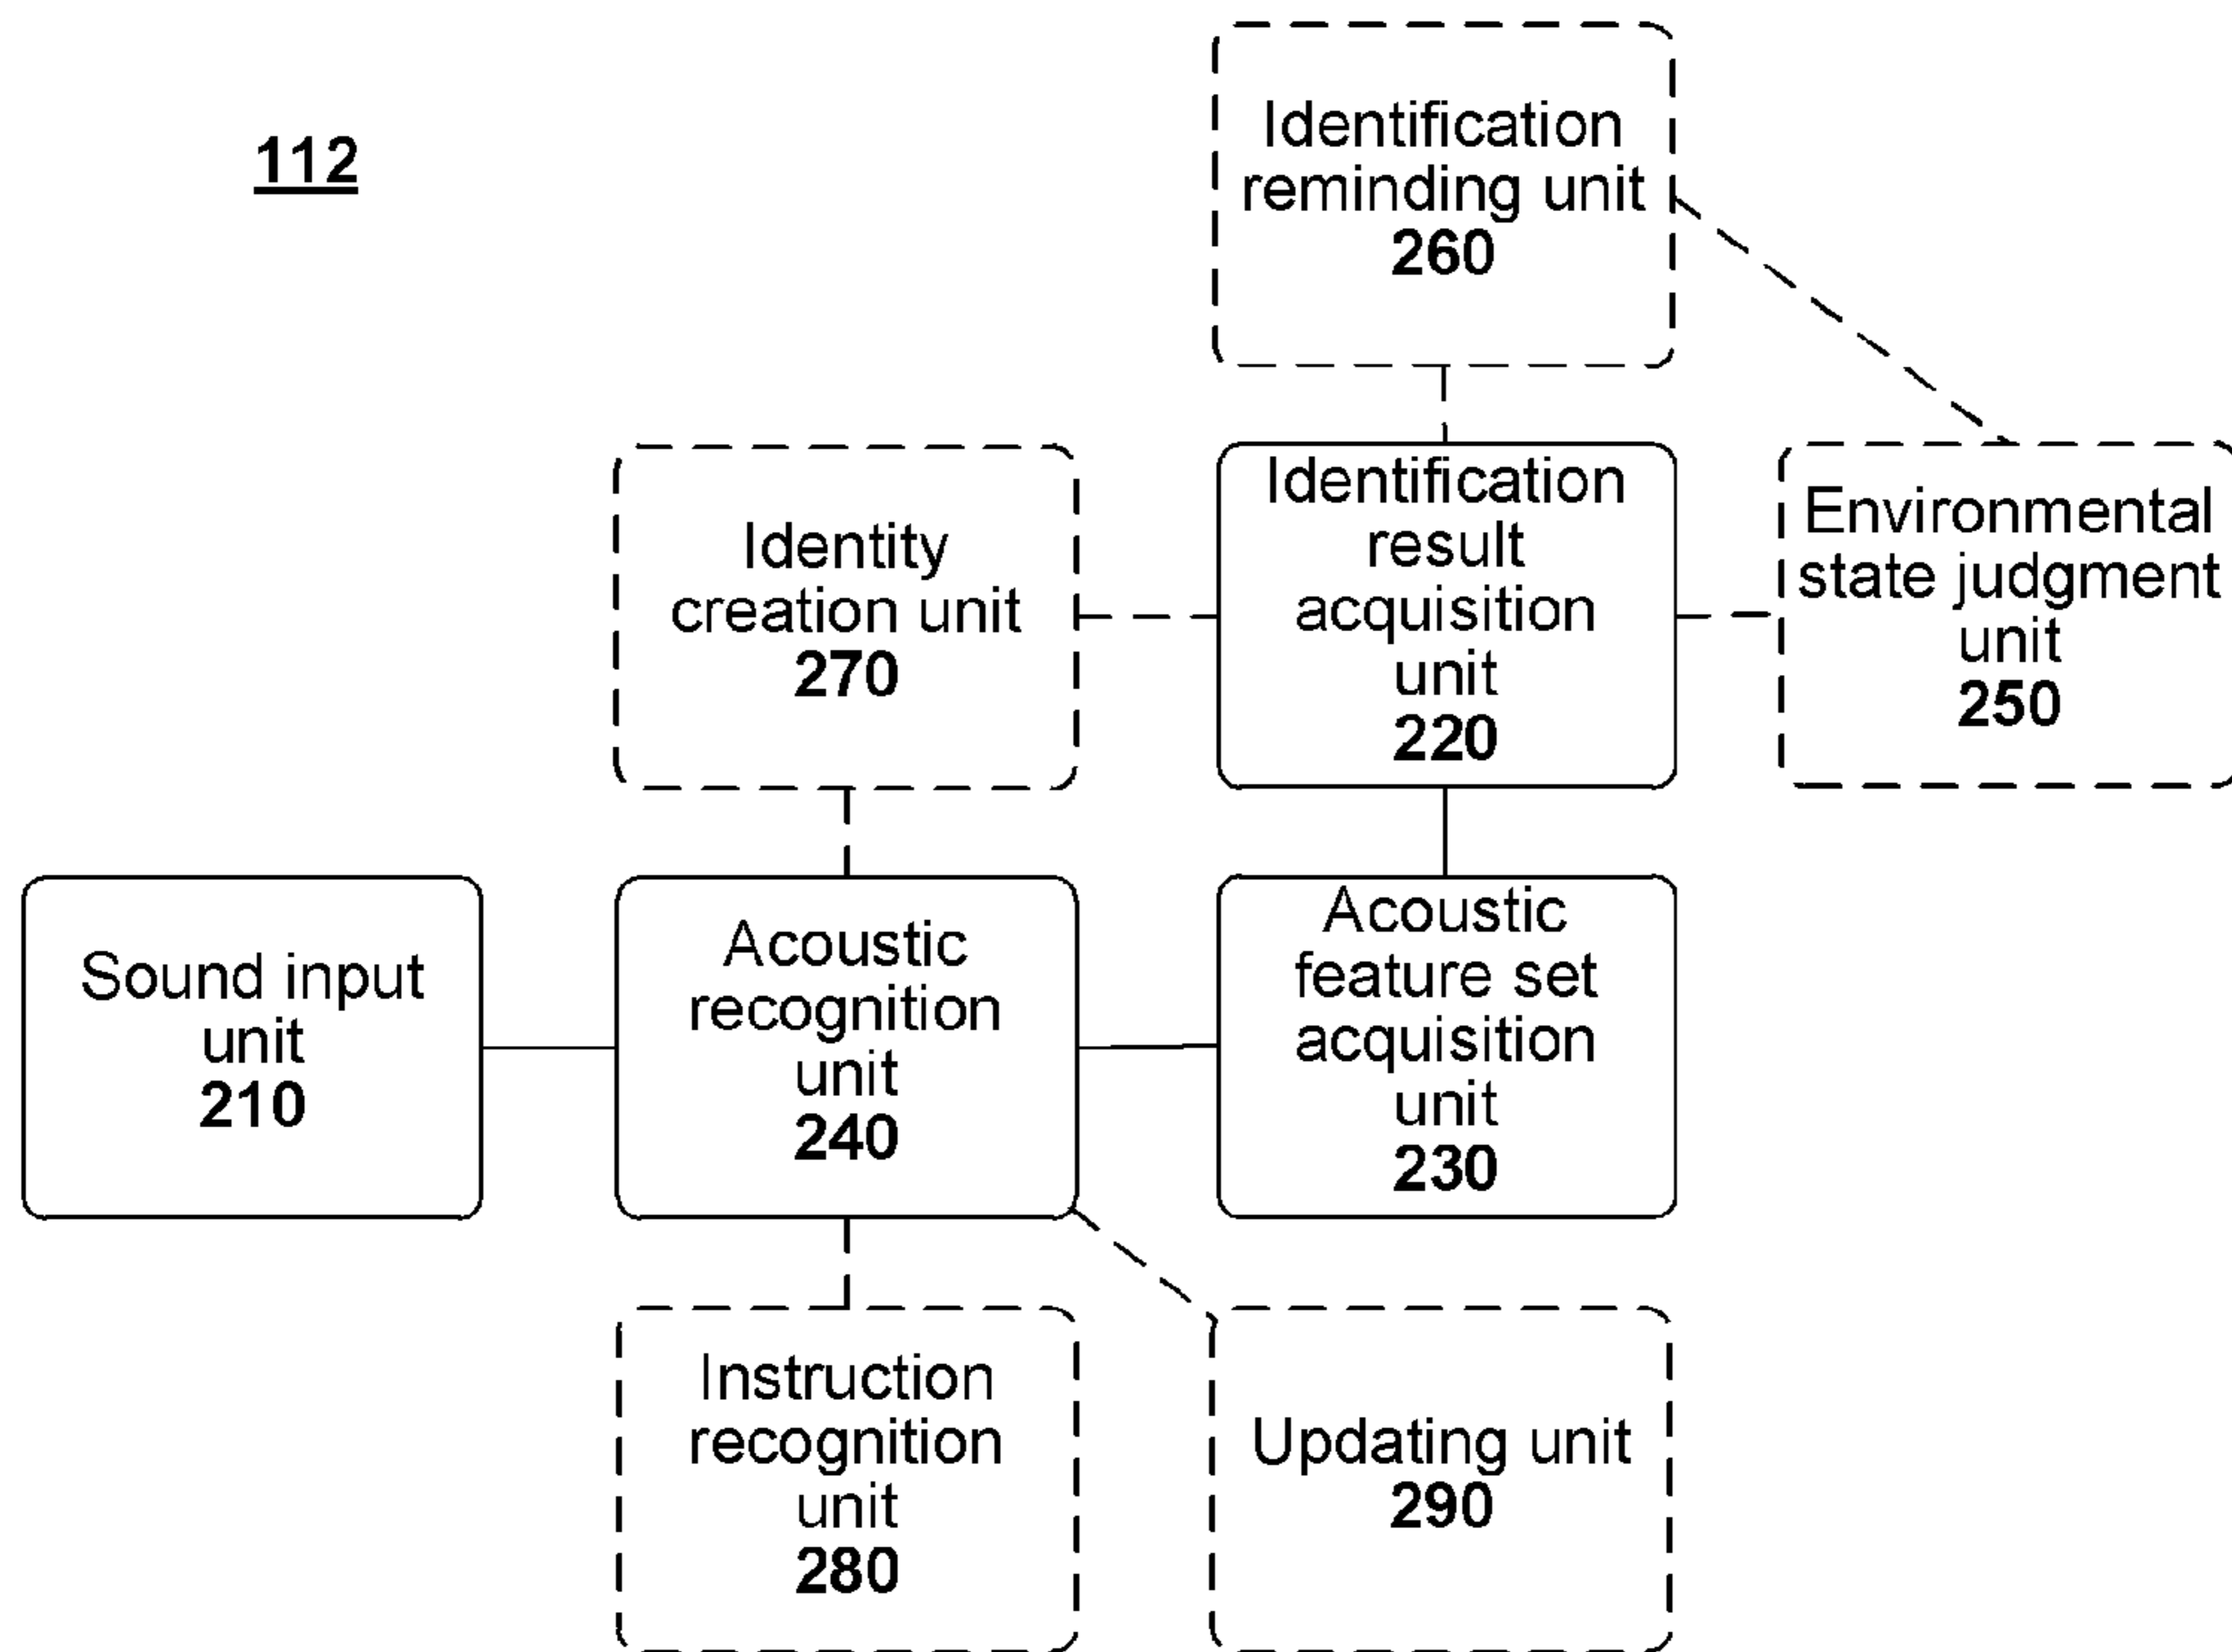 112
Identification
reminding unit
260
Identity
creation unit
270
Identification
result
acquisition
unit
220
Environmental
state judgment
unit
250
Sound input
unit
210
Acoustic
recognition
unit
240
Acoustic
feature set
acquisition
unit
230
Instruction
recognition
unit
280
Updating unit
290